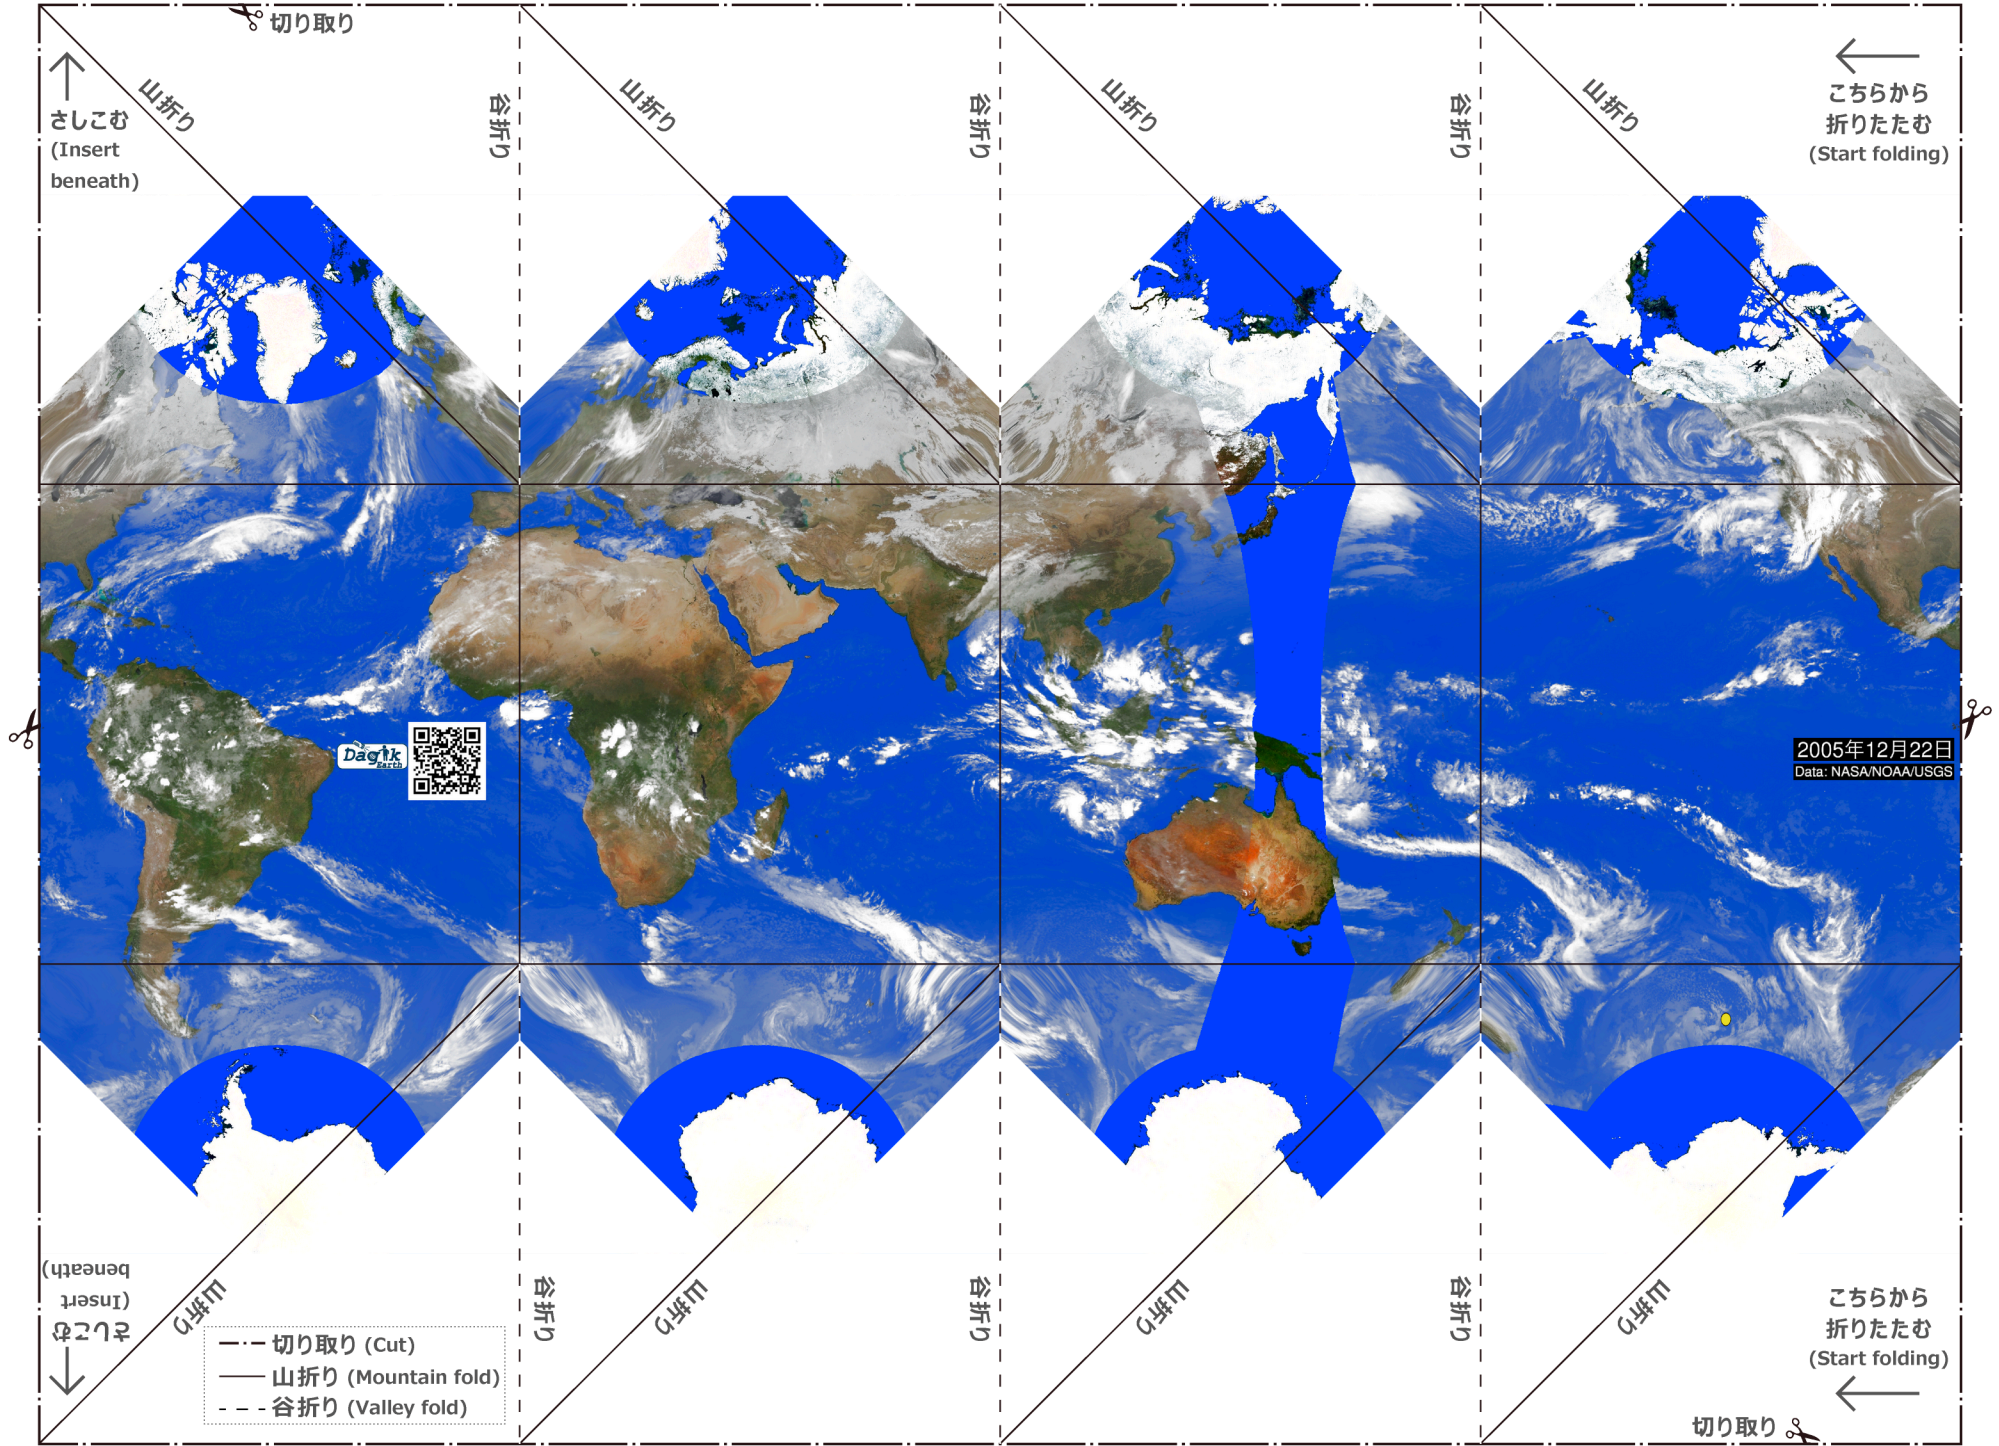 切り取り
さしこむ
(Insert
beneath)
山折り
谷折り
山折り
谷折り
山折り
谷折り
山折り
こちらから
折りたたむ
(Start folding)
Dagik
Earth
2005年12月22日
Data: NASA/NOAA/USGS
さしこむ
(Insert
beneath)
山折り
谷折り
山折り
谷折り
山折り
谷折り
山折り
こちらから
折りたたむ
(Start folding)
切り取り (Cut)
山折り (Mountain fold)
谷折り (Valley fold)
切り取り